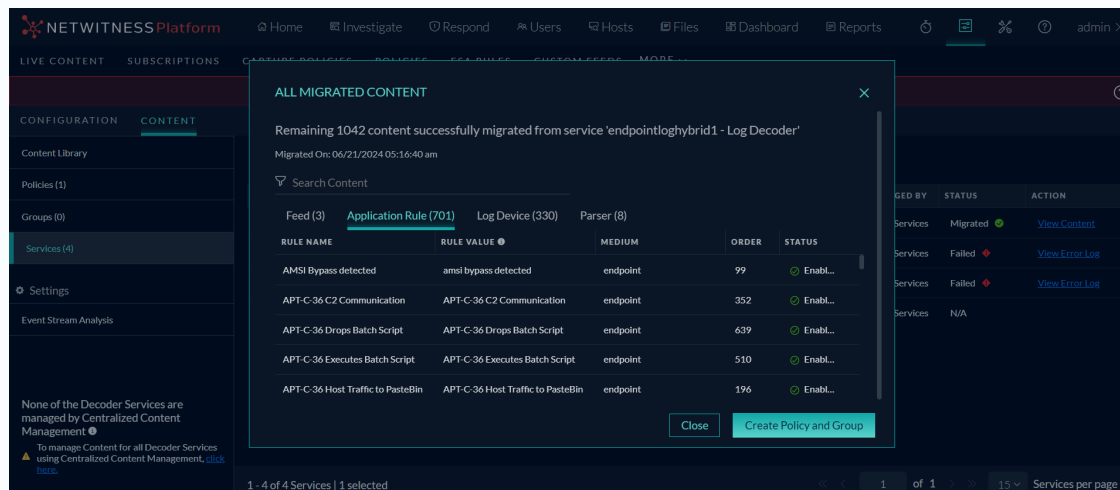 NETWITNESS Platform
Home Investigate Respond Users Hosts Files Dashboard Reports admin
LIVE CONTENT SUBSCRIPTIONS CAPTURE POLICIES POLICIES ESA RULES CUSTOM FEEDS MORE
CONFIGURATION CONTENT
Content Library
Policies (1)
Groups (0)
Services (4)
Settings
Event Stream Analysis
None of the Decoder Services are
managed by Centralized Content
Management
To manage Content for all Decoder Services
using Centralized Content Management, click
here.
ALL MIGRATED CONTENT
Remaining 1042 content successfully migrated from service 'endpointloghybrid1 - Log Decoder'
Migrated On: 06/21/2024 05:16:40 am
Search Content
Feed (3) Application Rule (701) Log Device (330) Parser (8)
RULE NAME RULE VALUE MEDIUM ORDER STATUS
AMSI Bypass detected amsi bypass detected endpoint 99 Enabl...
APT-C-36 C2 Communication APT-C-36 C2 Communication endpoint 352 Enabl...
APT-C-36 Drops Batch Script APT-C-36 Drops Batch Script endpoint 639 Enabl...
APT-C-36 Executes Batch Script APT-C-36 Executes Batch Script endpoint 510 Enabl...
APT-C-36 Host Traffic to PasteBin APT-C-36 Host Traffic to PasteBin endpoint 196 Enabl...
Close Create Policy and Group
GED BY STATUS ACTION
Services Migrated View Content
Services Failed View Error Log
Services Failed View Error Log
Services N/A
1 - 4 of 4 Services | 1 selected
1 of 1 15 Services per page